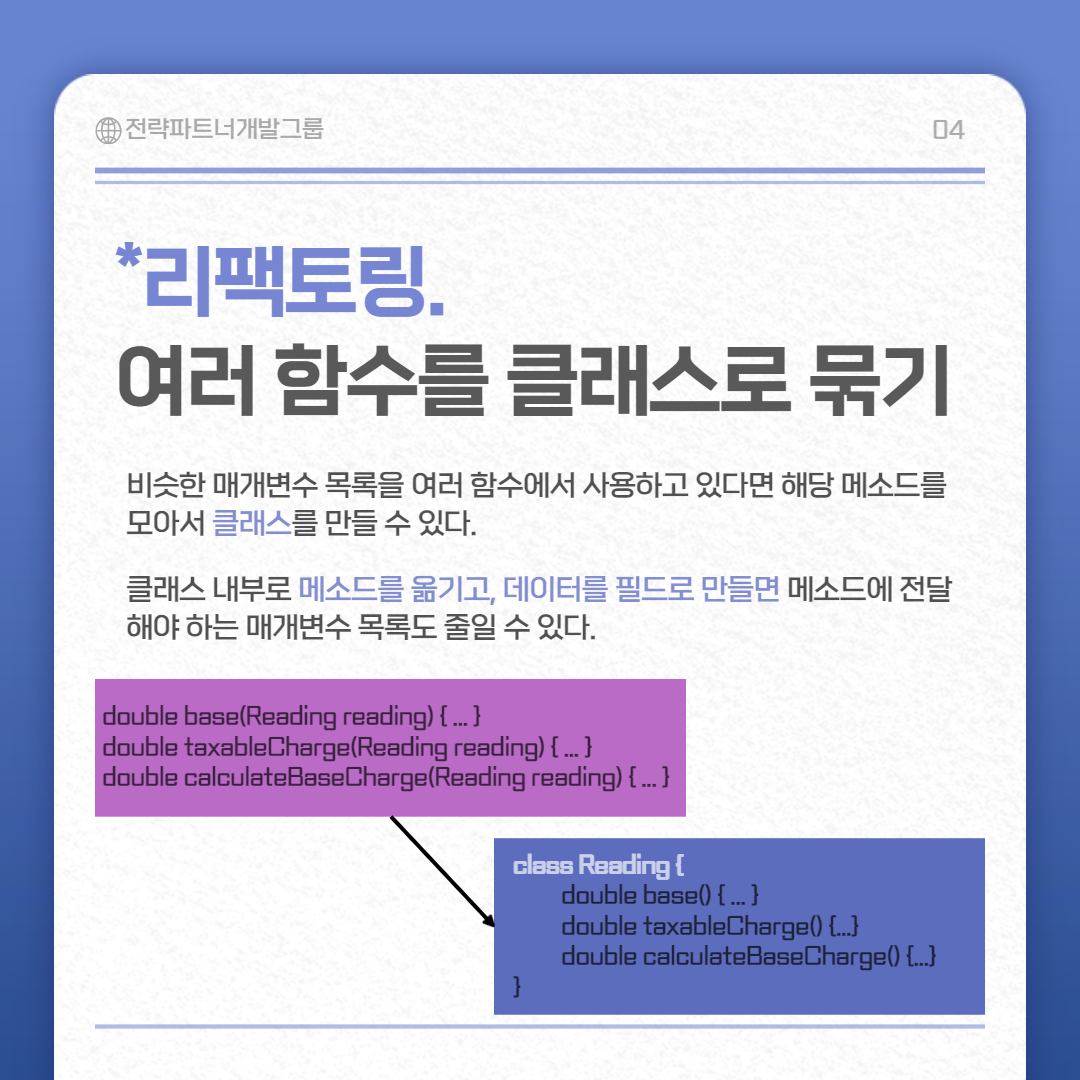 전략파트너개발그룹
04
*리팩토링.
여러 함수를 클래스로 묶기
비슷한 매개변수 목록을 여러 함수에서 사용하고 있다면 해당 메소드를
모아서 클래스를 만들 수 있다.
클래스 내부로 메소드를 옮기고, 데이터를 필드로 만들면 메소드에 전달
해야 하는 매개변수 목록도 줄일 수 있다.
double base(Reading reading) { ... }
double taxableCharge(Reading reading) { ... }
double calculateBaseCharge(Reading reading) { ... }
class Reading {
double base() { ... }
double taxableCharge() {...}
double calculateBaseCharge() {...}
}